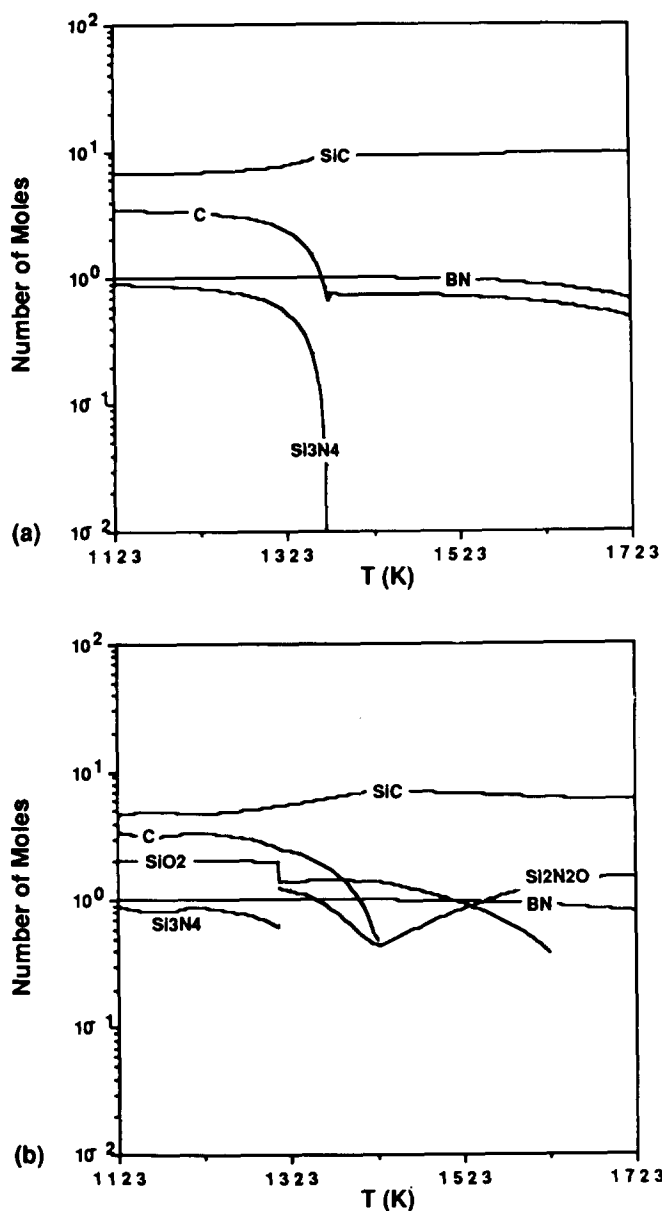 10²
10¹
10⁰
10⁻¹
10⁻²
Number of Moles
SiC
C
BN
Si3N4
(a)
1123 1323 1523 1723
T (K)
10²
10¹
10⁰
10⁻¹
10⁻²
Number of Moles
SiC
C
SiO2
Si2N2O
BN
Si3N4
(b)
1123 1323 1523 1723
T (K)